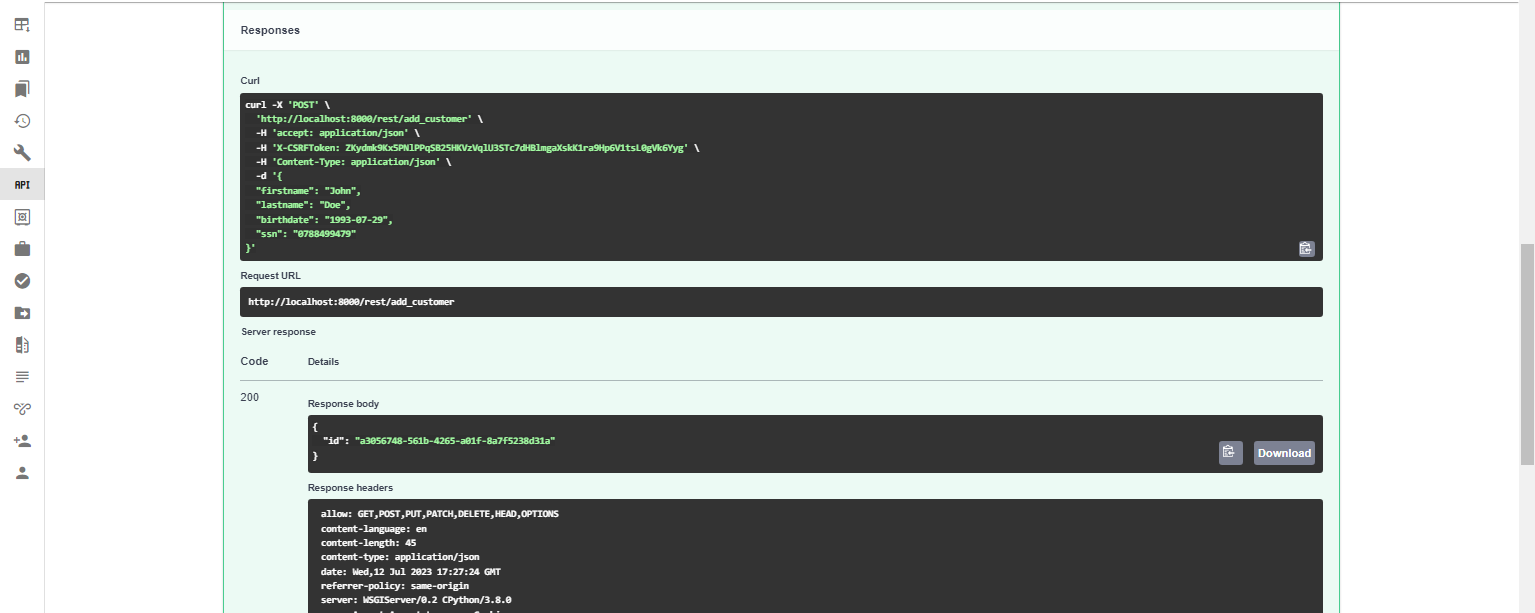 Responses
Curl
curl -X 'POST' \
'http://localhost:8000/rest/add_customer' \
-H 'accept: application/json' \
-H 'X-CSRFToken: ZKydmk9Kx5PNlPPqSB25HKVzVqlU3STc7dHBlmgaXskK1ra9Hp6V1tsL0gVk6Yyg' \
-H 'Content-Type: application/json' \
-d '{
"firstname": "John",
"lastname": "Doe",
"birthdate": "1993-07-29",
"ssn": "0788499479"
}'
API
Request URL
http://localhost:8000/rest/add_customer
Server response
Code Details
200
Response body
{
"id": "a3056748-561b-4265-a01f-8a7f5238d31a"
}
Download
Response headers
allow: GET,POST,PUT,PATCH,DELETE,HEAD,OPTIONS
content-language: en
content-length: 45
content-type: application/json
date: Wed,12 Jul 2023 17:27:24 GMT
referrer-policy: same-origin
server: WSGIServer/0.2 CPython/3.8.0